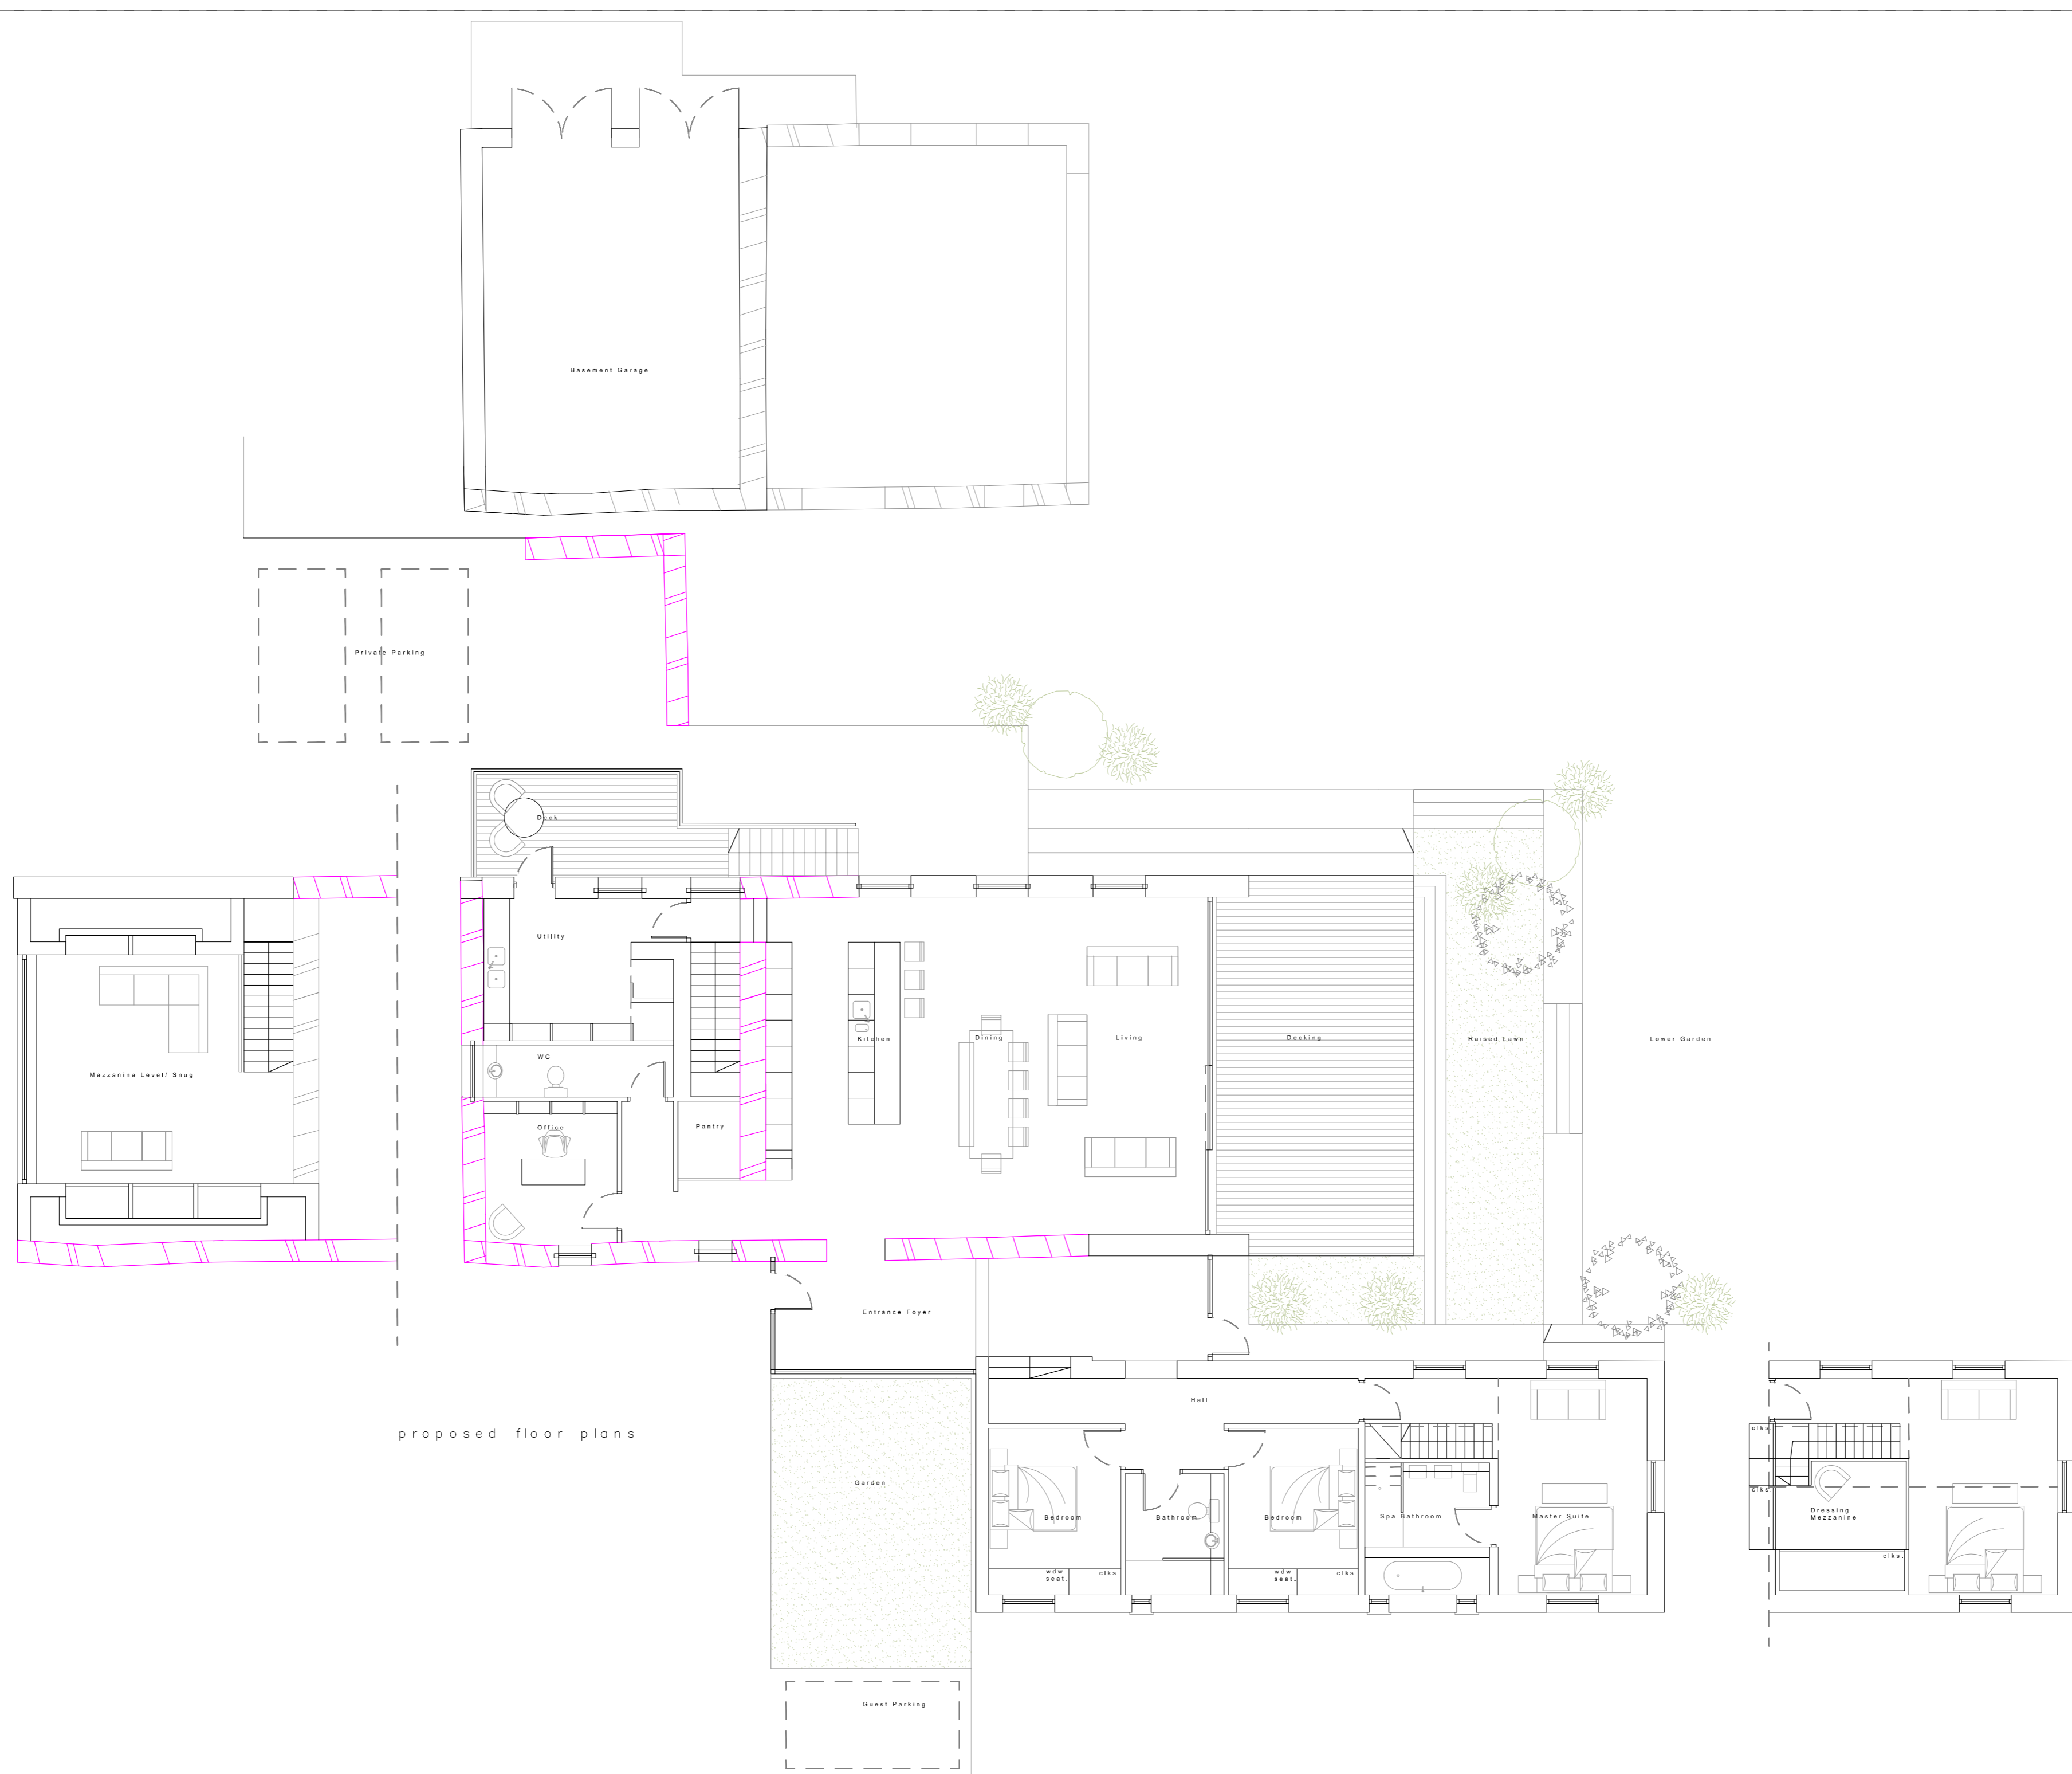 Basement Garage
Private Parking
Deck
Utility
Kitchen
Dining
Living
Decking
Raised Lawn
Lower Garden
WC
Mezzanine Level/ Snug
Office
Pantry
Entrance Foyer
Hall
proposed floor plans
Garden
Bedroom
Bathroom
Bedroom
Spa Bathroom
Master Suite
clks.
clks.
Dressing
Mezzanine
clks.
wdw
seat.
clks.
wdw
seat.
clks.
Guest Parking